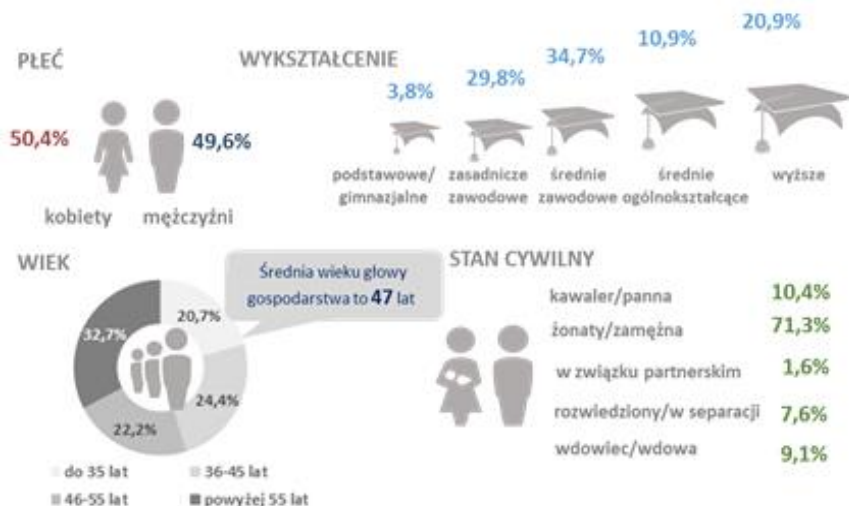 PŁEĆ
50,4%
49,6%
kobiety
mężczyźni
WYKSZTAŁCENIE
3,8%
29,8%
34,7%
10,9%
20,9%
podstawowe/
gimnazjalne
zasadnicze
zawodowe
średnie
zawodowe
średnie
ogólnokształcące
wyższe
WIEK
Średnia wieku głowy
gospodarstwa to 47 lat
20,7%
24,4%
22,2%
32,7%
do 35 lat
36-45 lat
46-55 lat
powyżej 55 lat
STAN CYWILNY
kawaler/panna 10,4%
żonaty/zamężna 71,3%
w związku partnerskim 1,6%
rozwiedziony/w separacji 7,6%
wdowiec/wdowa 9,1%